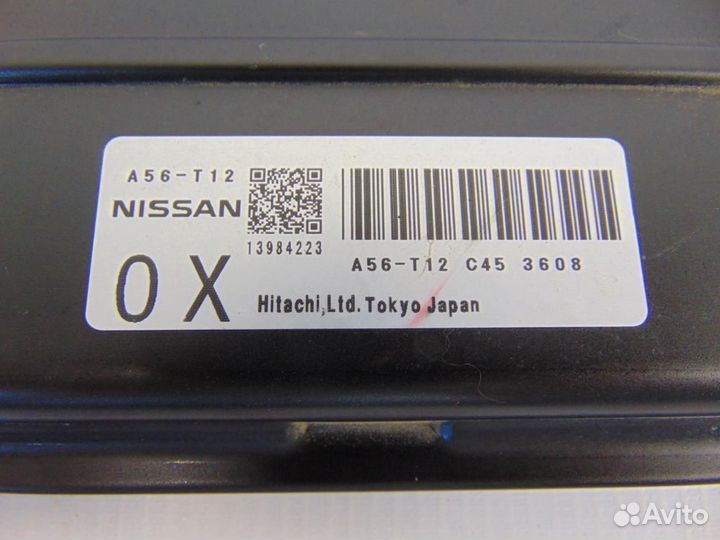 A56-T12
NISSAN
13984223
0X
A56-T12 C45 3608
Hitachi,Ltd. Tokyo Japan
Avito